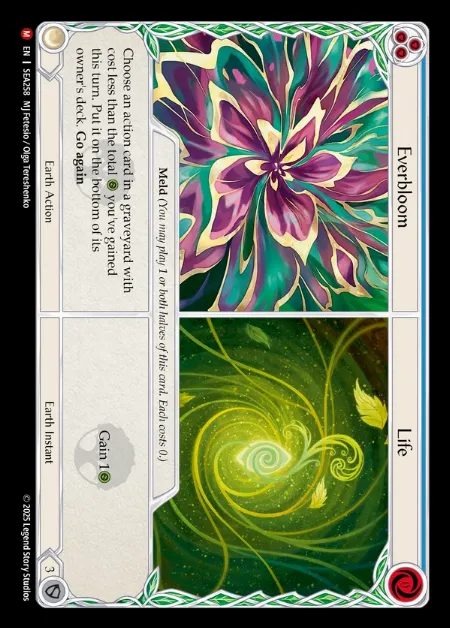 Everbloom
Life
Meld (You may play 1 or both halves of this card. Each costs 0.)
Choose an action card in a graveyard with
cost less than the total you've gained
this turn. Put it on the bottom of its
owner's deck. Go again
Gain 1
Earth Action
Earth Instant
3
M EN SEA258 MJ Fetesio / Olga Tereshenko
© 2025 Legend Story Studios